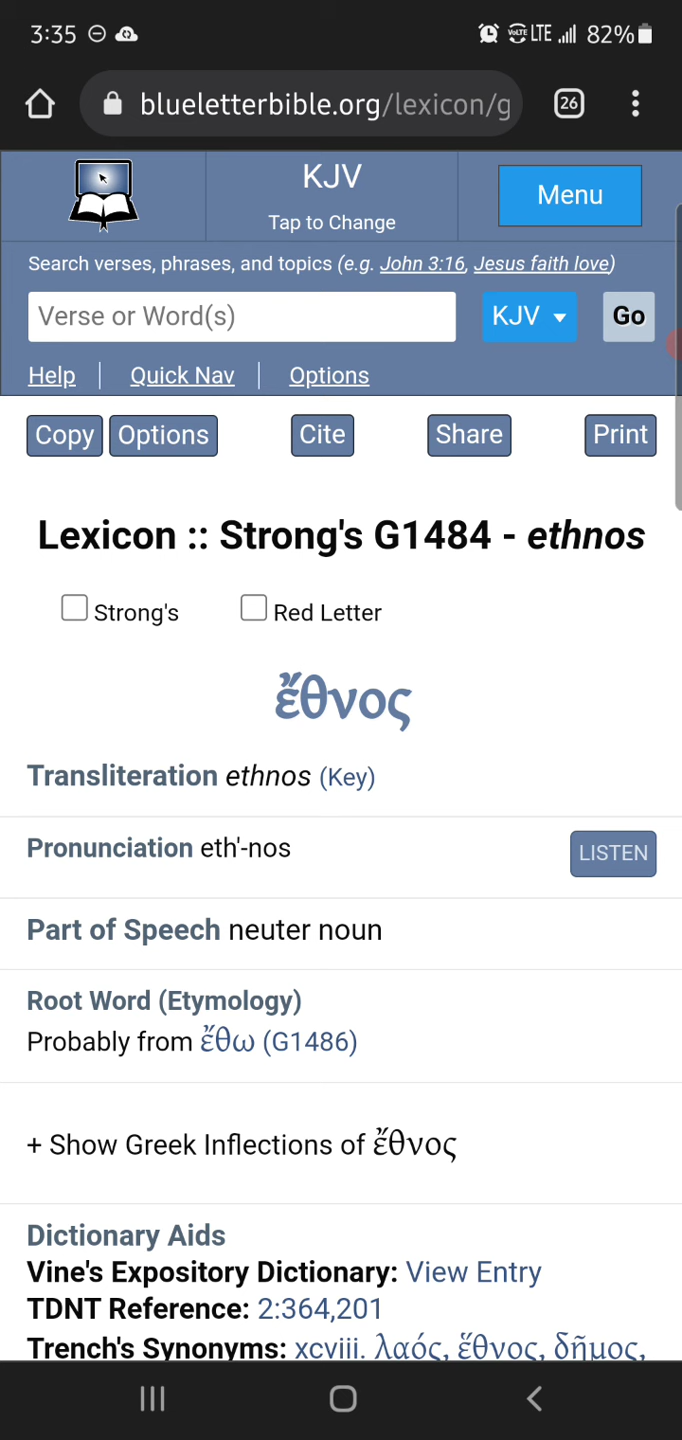 3:35 VoLTE LTE 82%
blueletterbible.org/lexicon/g 26
KJV
Tap to Change
Menu
Search verses, phrases, and topics (e.g. John 3:16, Jesus faith love)
Verse or Word(s) KJV Go
Help Quick Nav Options
Copy Options Cite Share Print
Lexicon :: Strong's G1484 - ethnos
Strong's Red Letter
ἔθνος
Transliteration ethnos (Key)
Pronunciation eth'-nos LISTEN
Part of Speech neuter noun
Root Word (Etymology)
Probably from ἔθω (G1486)
+ Show Greek Inflections of ἔθνος
Dictionary Aids
Vine's Expository Dictionary: View Entry
TDNT Reference: 2:364,201
Trench's Synonyms: xcviii. λαός, ἔθνος, δῆμος,